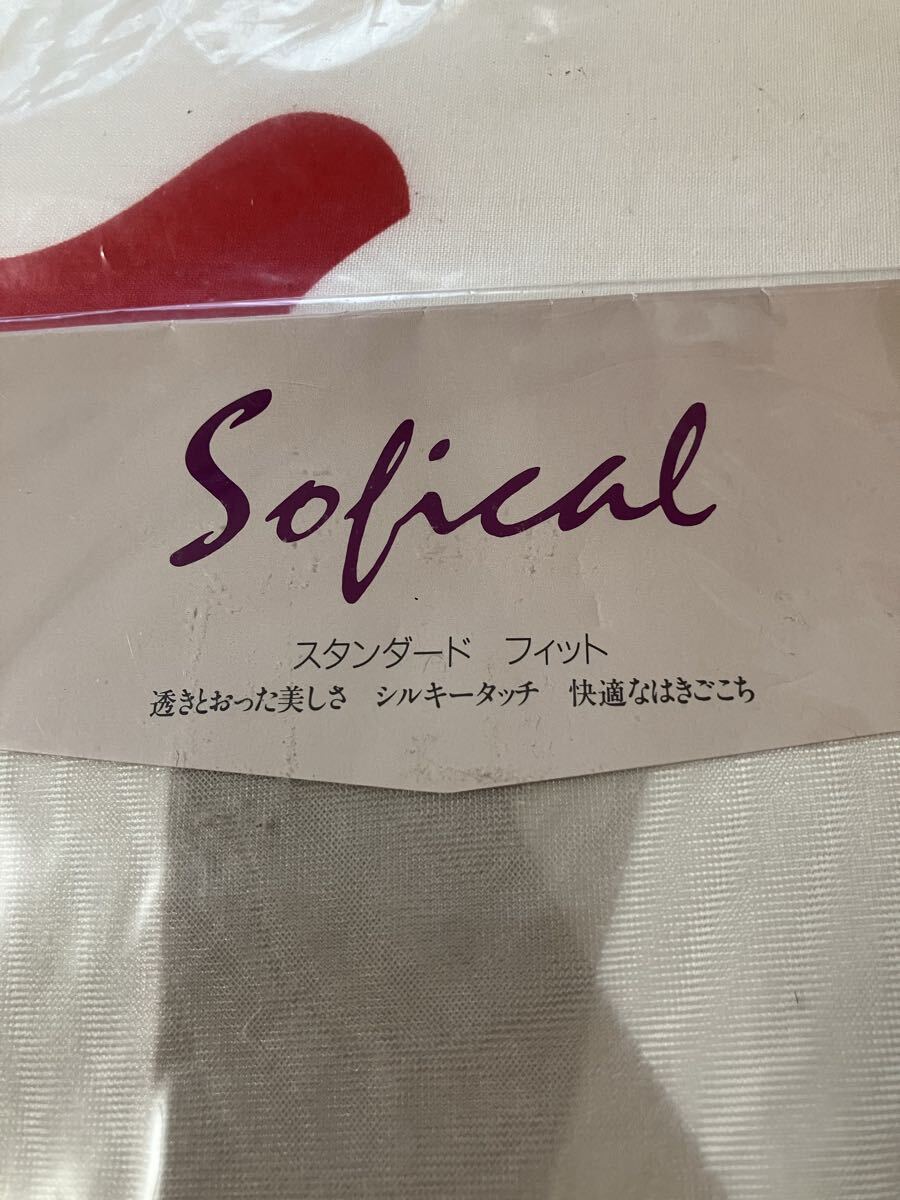 Sofical
スタンダード フィット
透きとおった美しさ シルキータッチ 快適なはきごこち